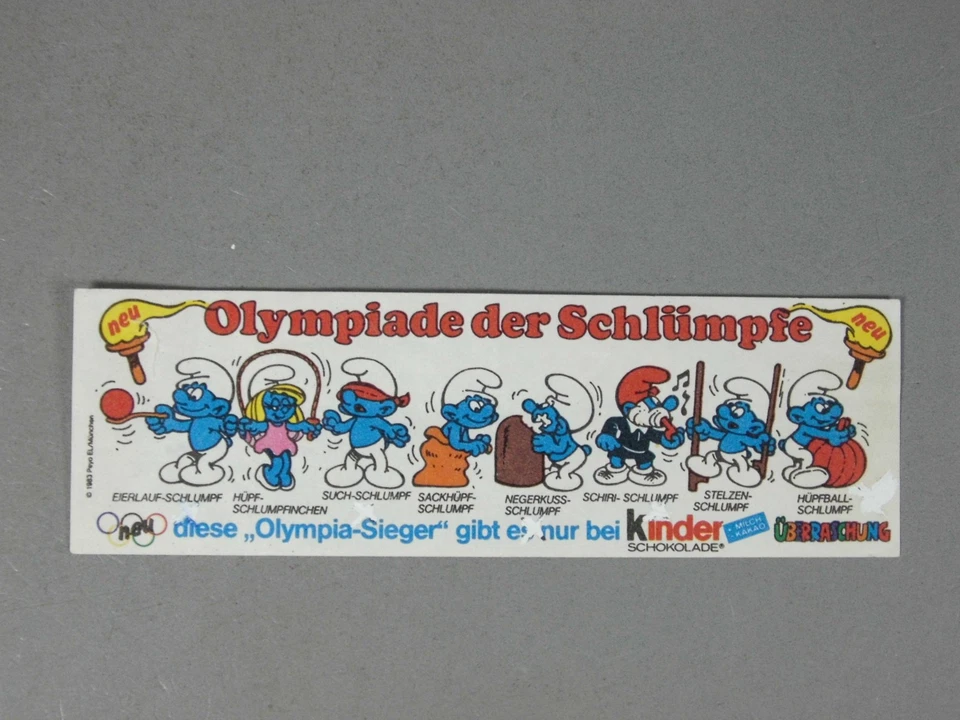 neu Olympiade der Schlümpfe neu
© 1983 Peyo EL/München
EIERLAUF-SCHLUMPF
HÜPF-
SCHLUMPFINCHEN
SUCH-SCHLUMPF
SACKHÜPF-
SCHLUMPF
NEGERKUSS-
SCHLUMPF
SCHIRI-SCHLUMPF
STELZEN-
SCHLUMPF
HÜPFBALL-
SCHLUMPF
neu diese „Olympia-Sieger“ gibt es nur bei Kinder
SCHOKOLADE®
MILCH
KAKAO
ÜBERRASCHUNG